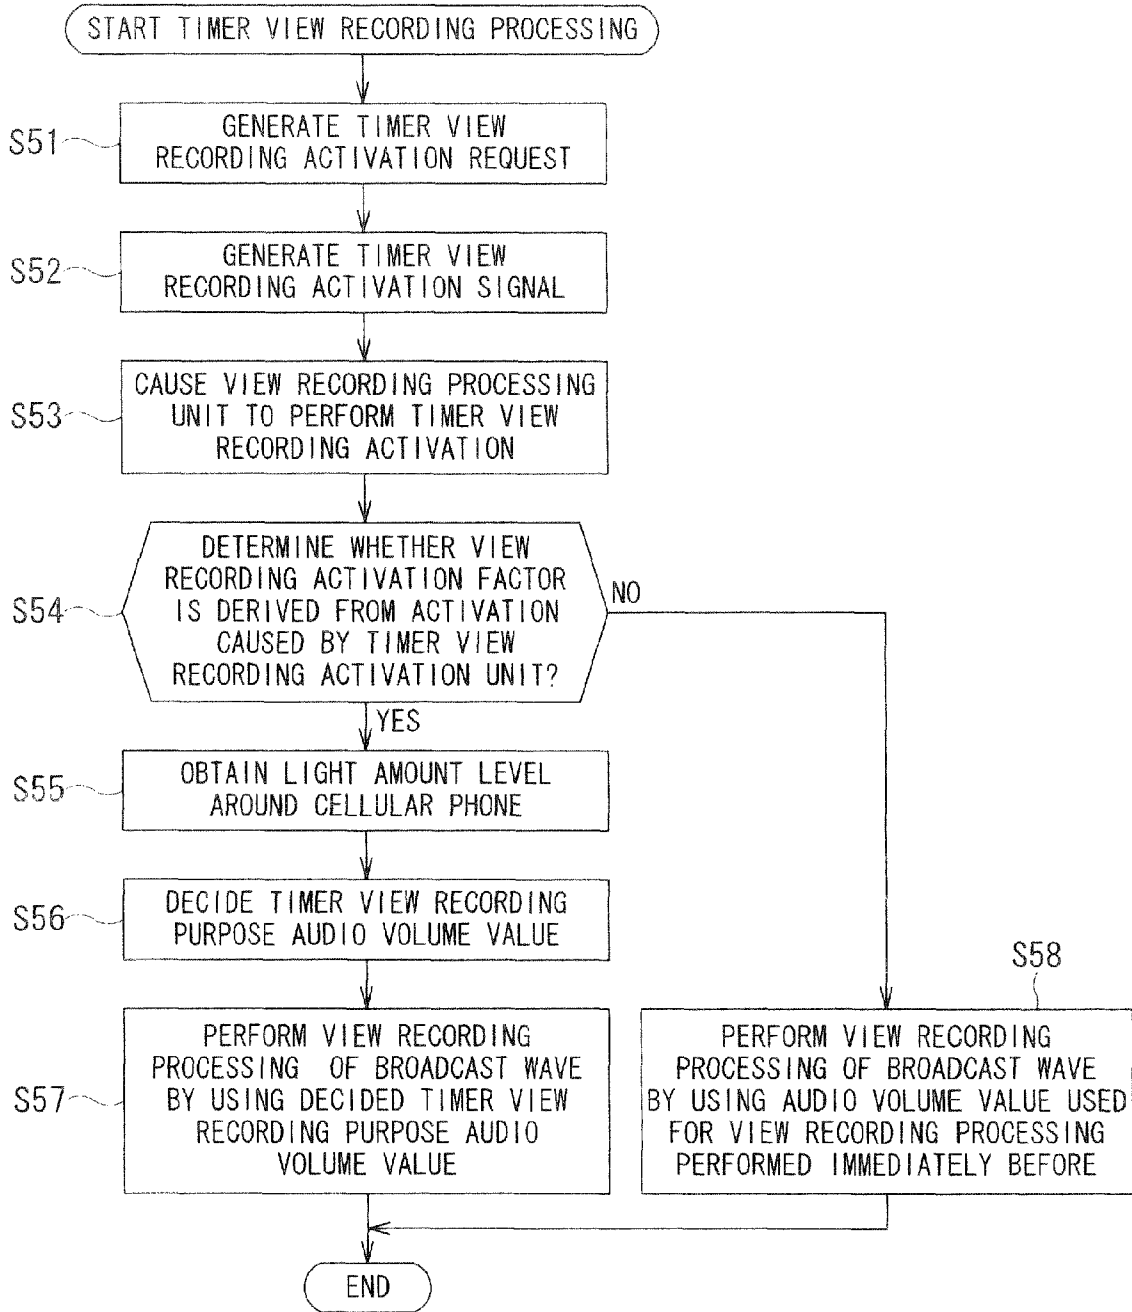 START TIMER VIEW RECORDING PROCESSING
S51
GENERATE TIMER VIEW
RECORDING ACTIVATION REQUEST
S52
GENERATE TIMER VIEW
RECORDING ACTIVATION SIGNAL
S53
CAUSE VIEW RECORDING PROCESSING
UNIT TO PERFORM TIMER VIEW
RECORDING ACTIVATION
S54
DETERMINE WHETHER VIEW
RECORDING ACTIVATION FACTOR
IS DERIVED FROM ACTIVATION
CAUSED BY TIMER VIEW
RECORDING ACTIVATION UNIT?
NO
YES
S55
OBTAIN LIGHT AMOUNT LEVEL
AROUND CELLULAR PHONE
S56
DECIDE TIMER VIEW RECORDING
PURPOSE AUDIO VOLUME VALUE
S57
PERFORM VIEW RECORDING
PROCESSING OF BROADCAST WAVE
BY USING DECIDED TIMER VIEW
RECORDING PURPOSE AUDIO
VOLUME VALUE
S58
PERFORM VIEW RECORDING
PROCESSING OF BROADCAST WAVE
BY USING AUDIO VOLUME VALUE USED
FOR VIEW RECORDING PROCESSING
PERFORMED IMMEDIATELY BEFORE
END